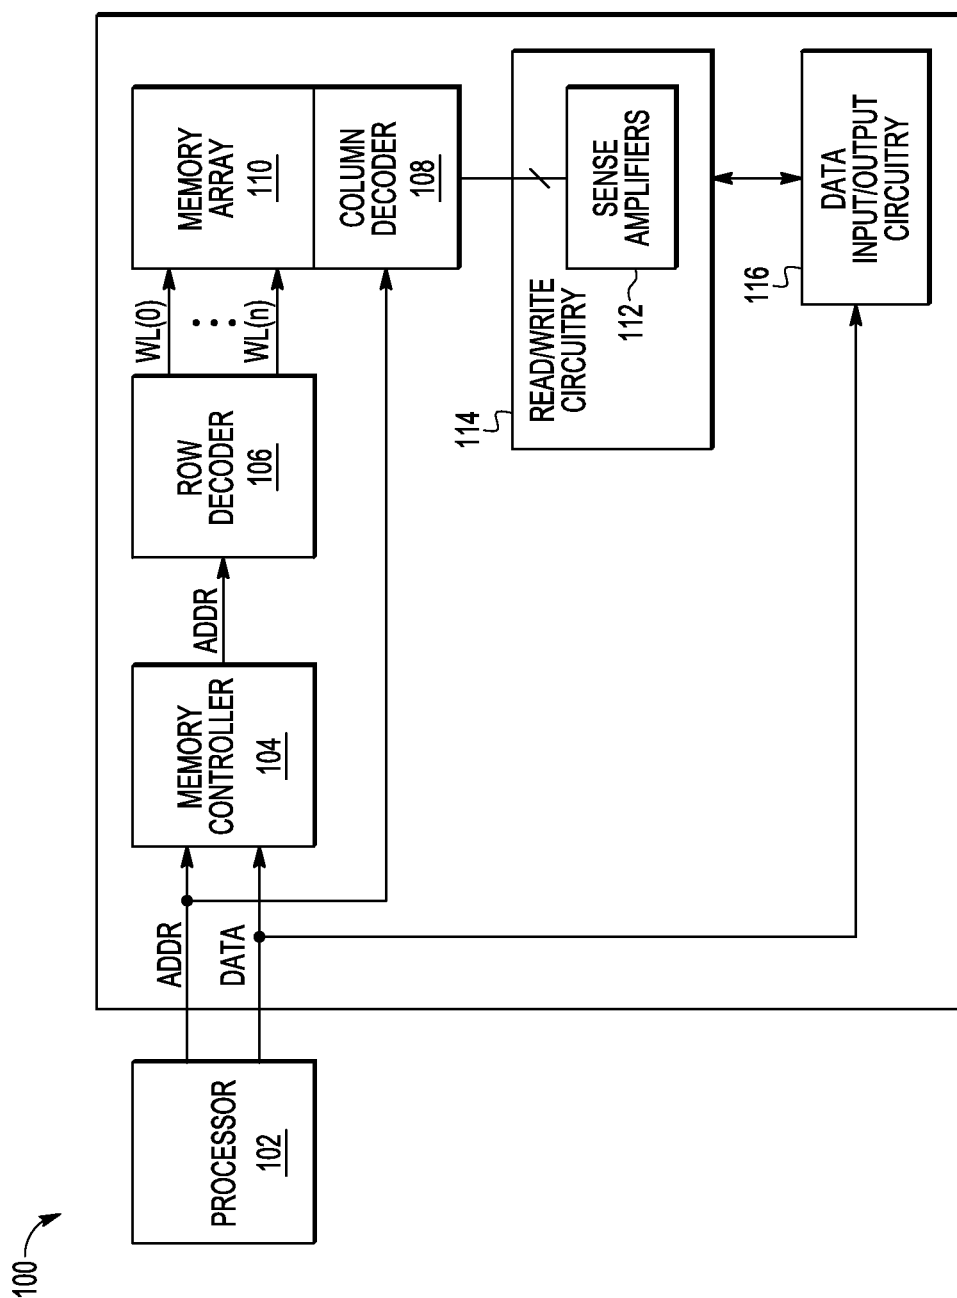 100
PROCESSOR
102
ADDR
DATA
MEMORY
CONTROLLER
104
ADDR
ROW
DECODER
106
WL(0)
WL(n)
MEMORY
ARRAY
110
COLUMN
DECODER
108
114
READ/WRITE
CIRCUITRY
112
SENSE
AMPLIFIERS
116
DATA
INPUT/OUTPUT
CIRCUITRY